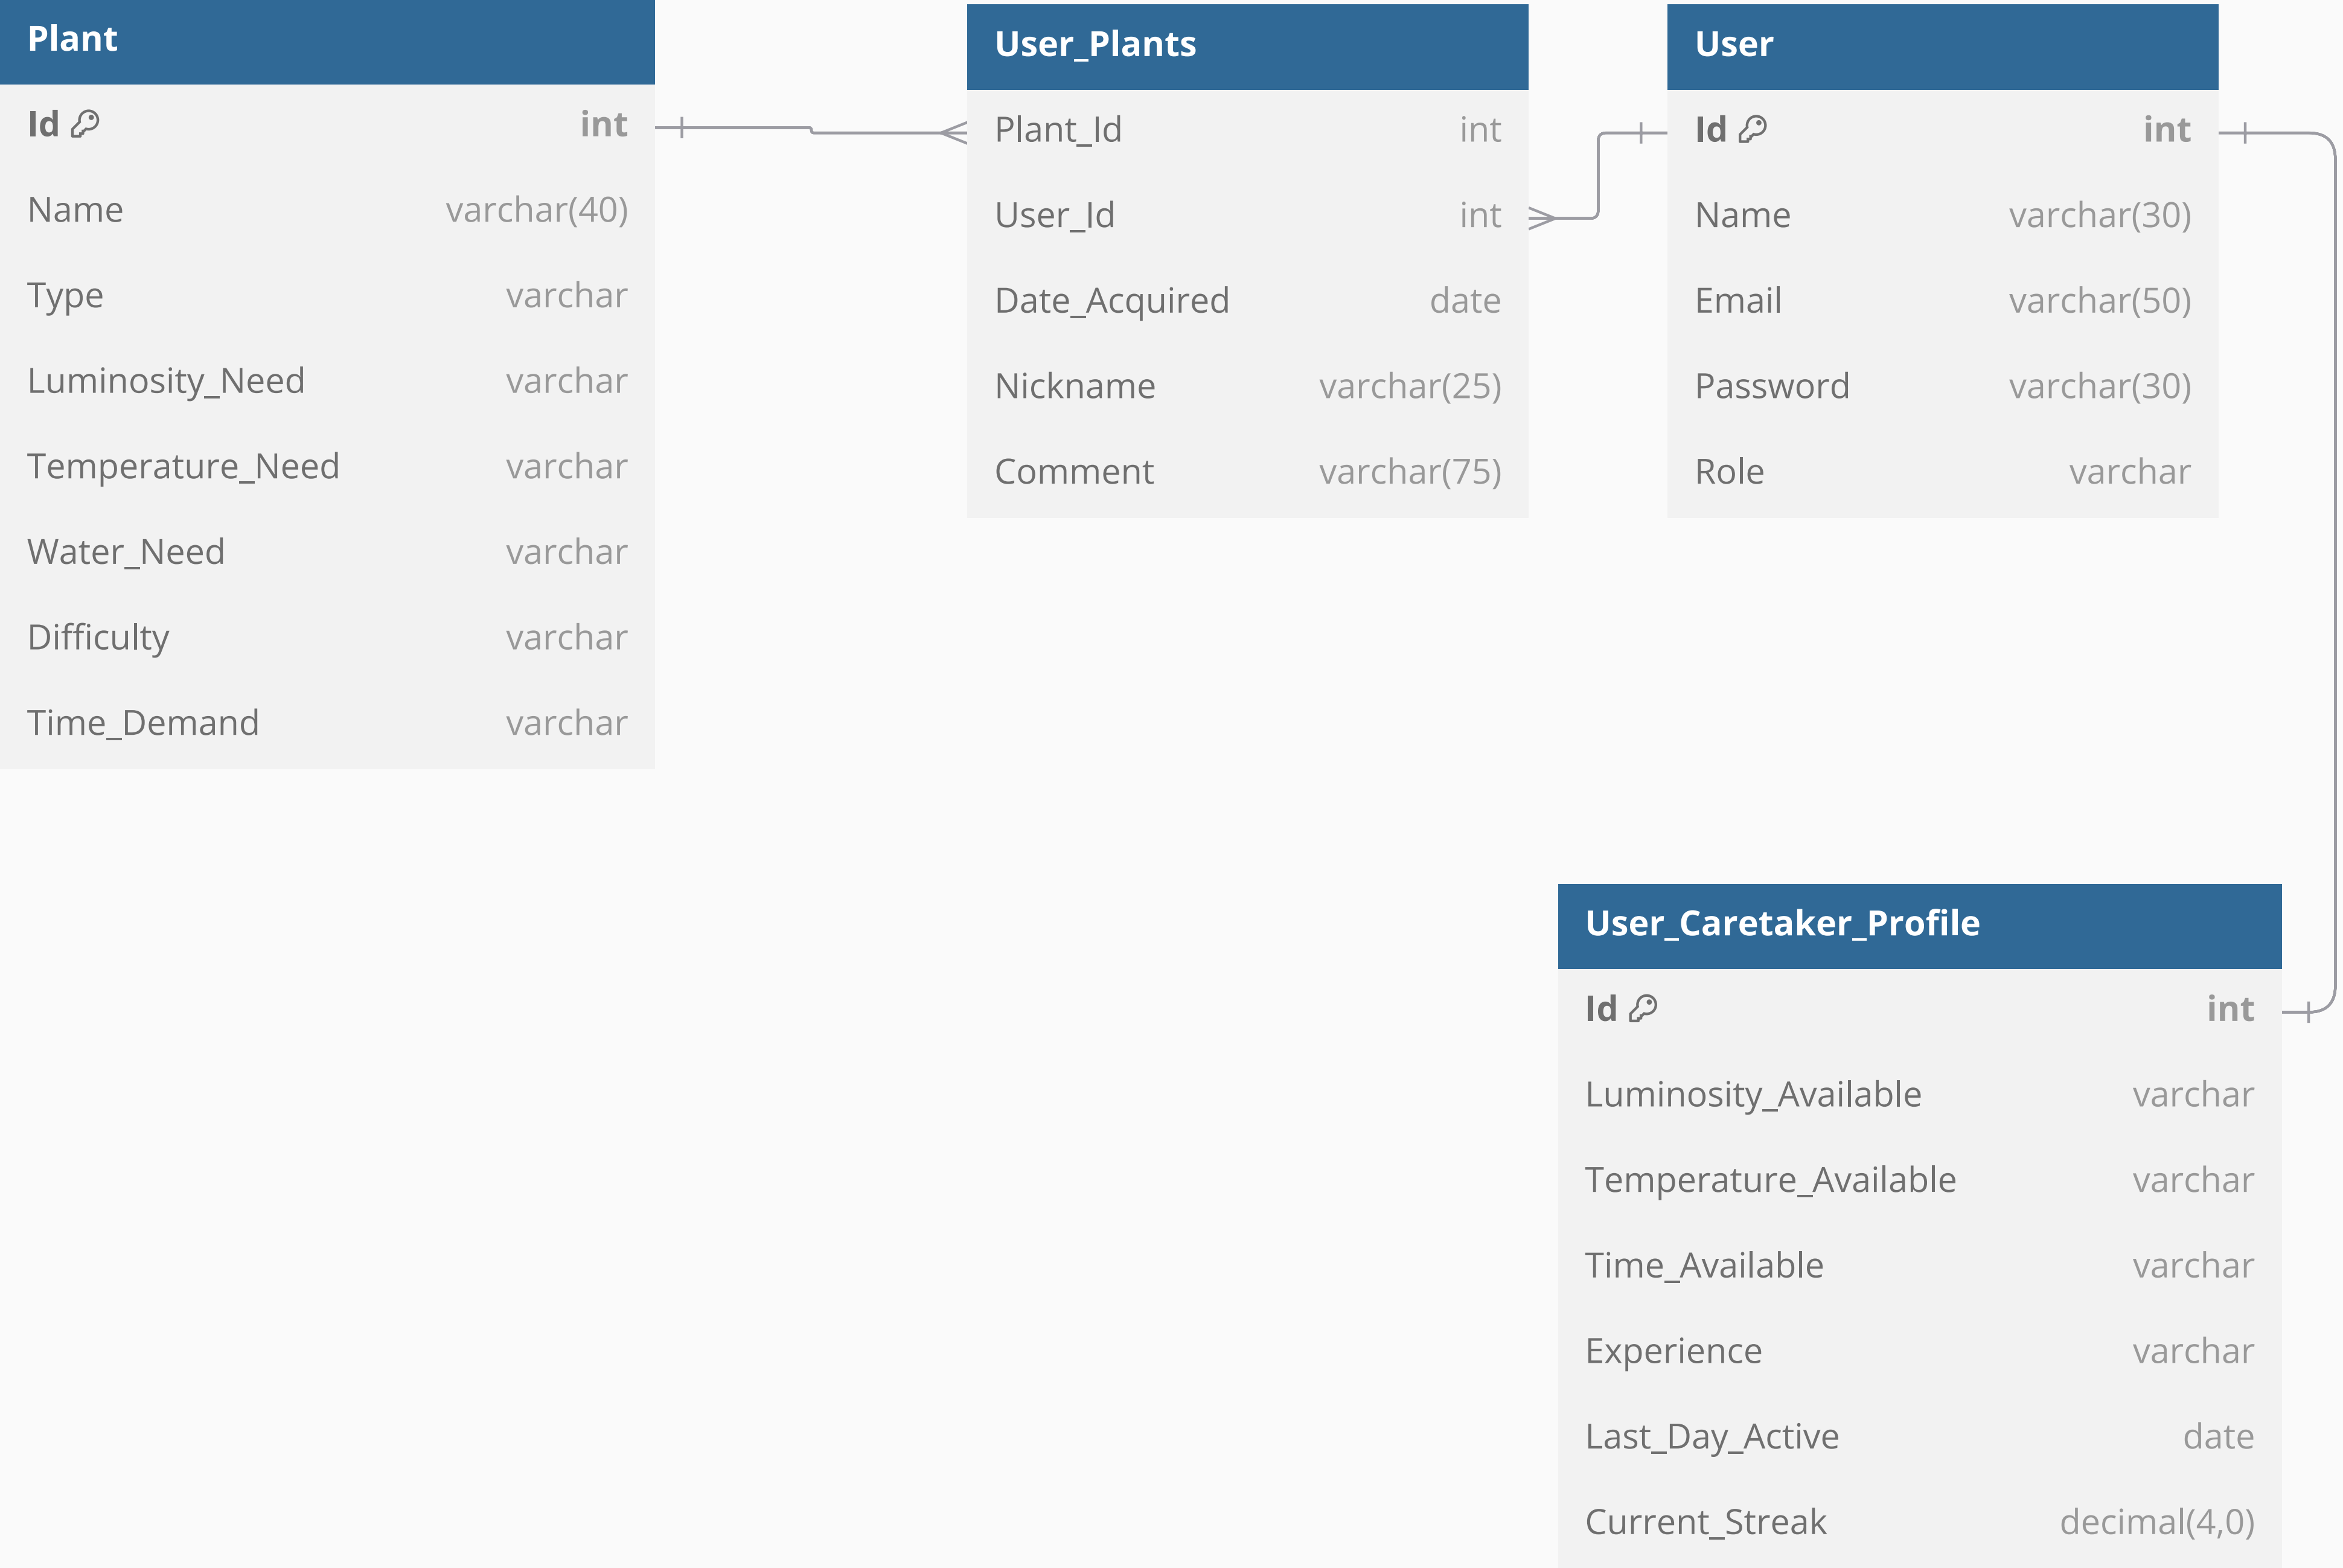 Plant
Id int
Name varchar(40)
Type varchar
Luminosity_Need varchar
Temperature_Need varchar
Water_Need varchar
Difficulty varchar
Time_Demand varchar
User_Plants
Plant_Id int
User_Id int
Date_Acquired date
Nickname varchar(25)
Comment varchar(75)
User
Id int
Name varchar(30)
Email varchar(50)
Password varchar(30)
Role varchar
User_Caretaker_Profile
Id int
Luminosity_Available varchar
Temperature_Available varchar
Time_Available varchar
Experience varchar
Last_Day_Active date
Current_Streak decimal(4,0)